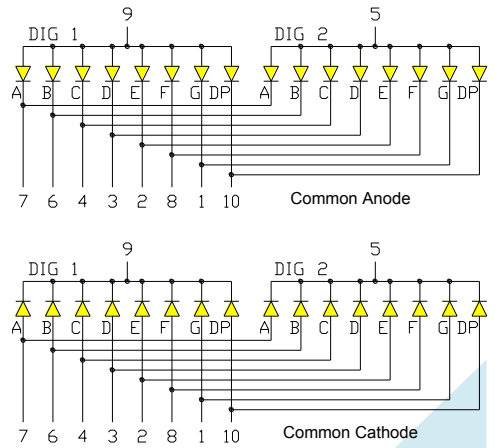 9 5
DIG 1 DIG 2
A B C D E F G DP A B C D E F G DP
7 6 4 3 2 8 1 10 Common Anode
9 5
DIG 1 DIG 2
A B C D E F G DP A B C D E F G DP
7 6 4 3 2 8 1 10 Common Cathode